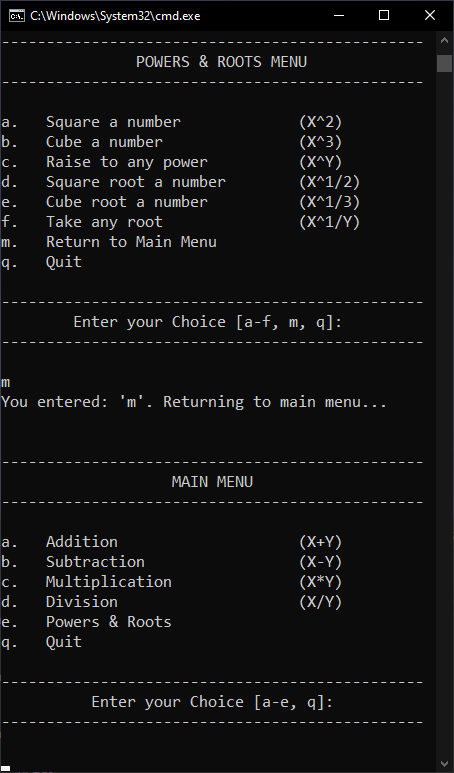 C:\Windows\System32\cmd.exe
-----------------------------------------------
POWERS & ROOTS MENU
-----------------------------------------------
a.   Square a number             (X^2)
b.   Cube a number               (X^3)
c.   Raise to any power          (X^Y)
d.   Square root a number        (X^1/2)
e.   Cube root a number          (X^1/3)
f.   Take any root               (X^1/Y)
m.   Return to Main Menu
q.   Quit
-----------------------------------------------
Enter your Choice [a-f, m, q]:
-----------------------------------------------
m
You entered: 'm'. Returning to main menu...
-----------------------------------------------
MAIN MENU
-----------------------------------------------
a.   Addition                    (X+Y)
b.   Subtraction                 (X-Y)
c.   Multiplication              (X*Y)
d.   Division                    (X/Y)
e.   Powers & Roots
q.   Quit
-----------------------------------------------
Enter your Choice [a-e, q]:
-----------------------------------------------